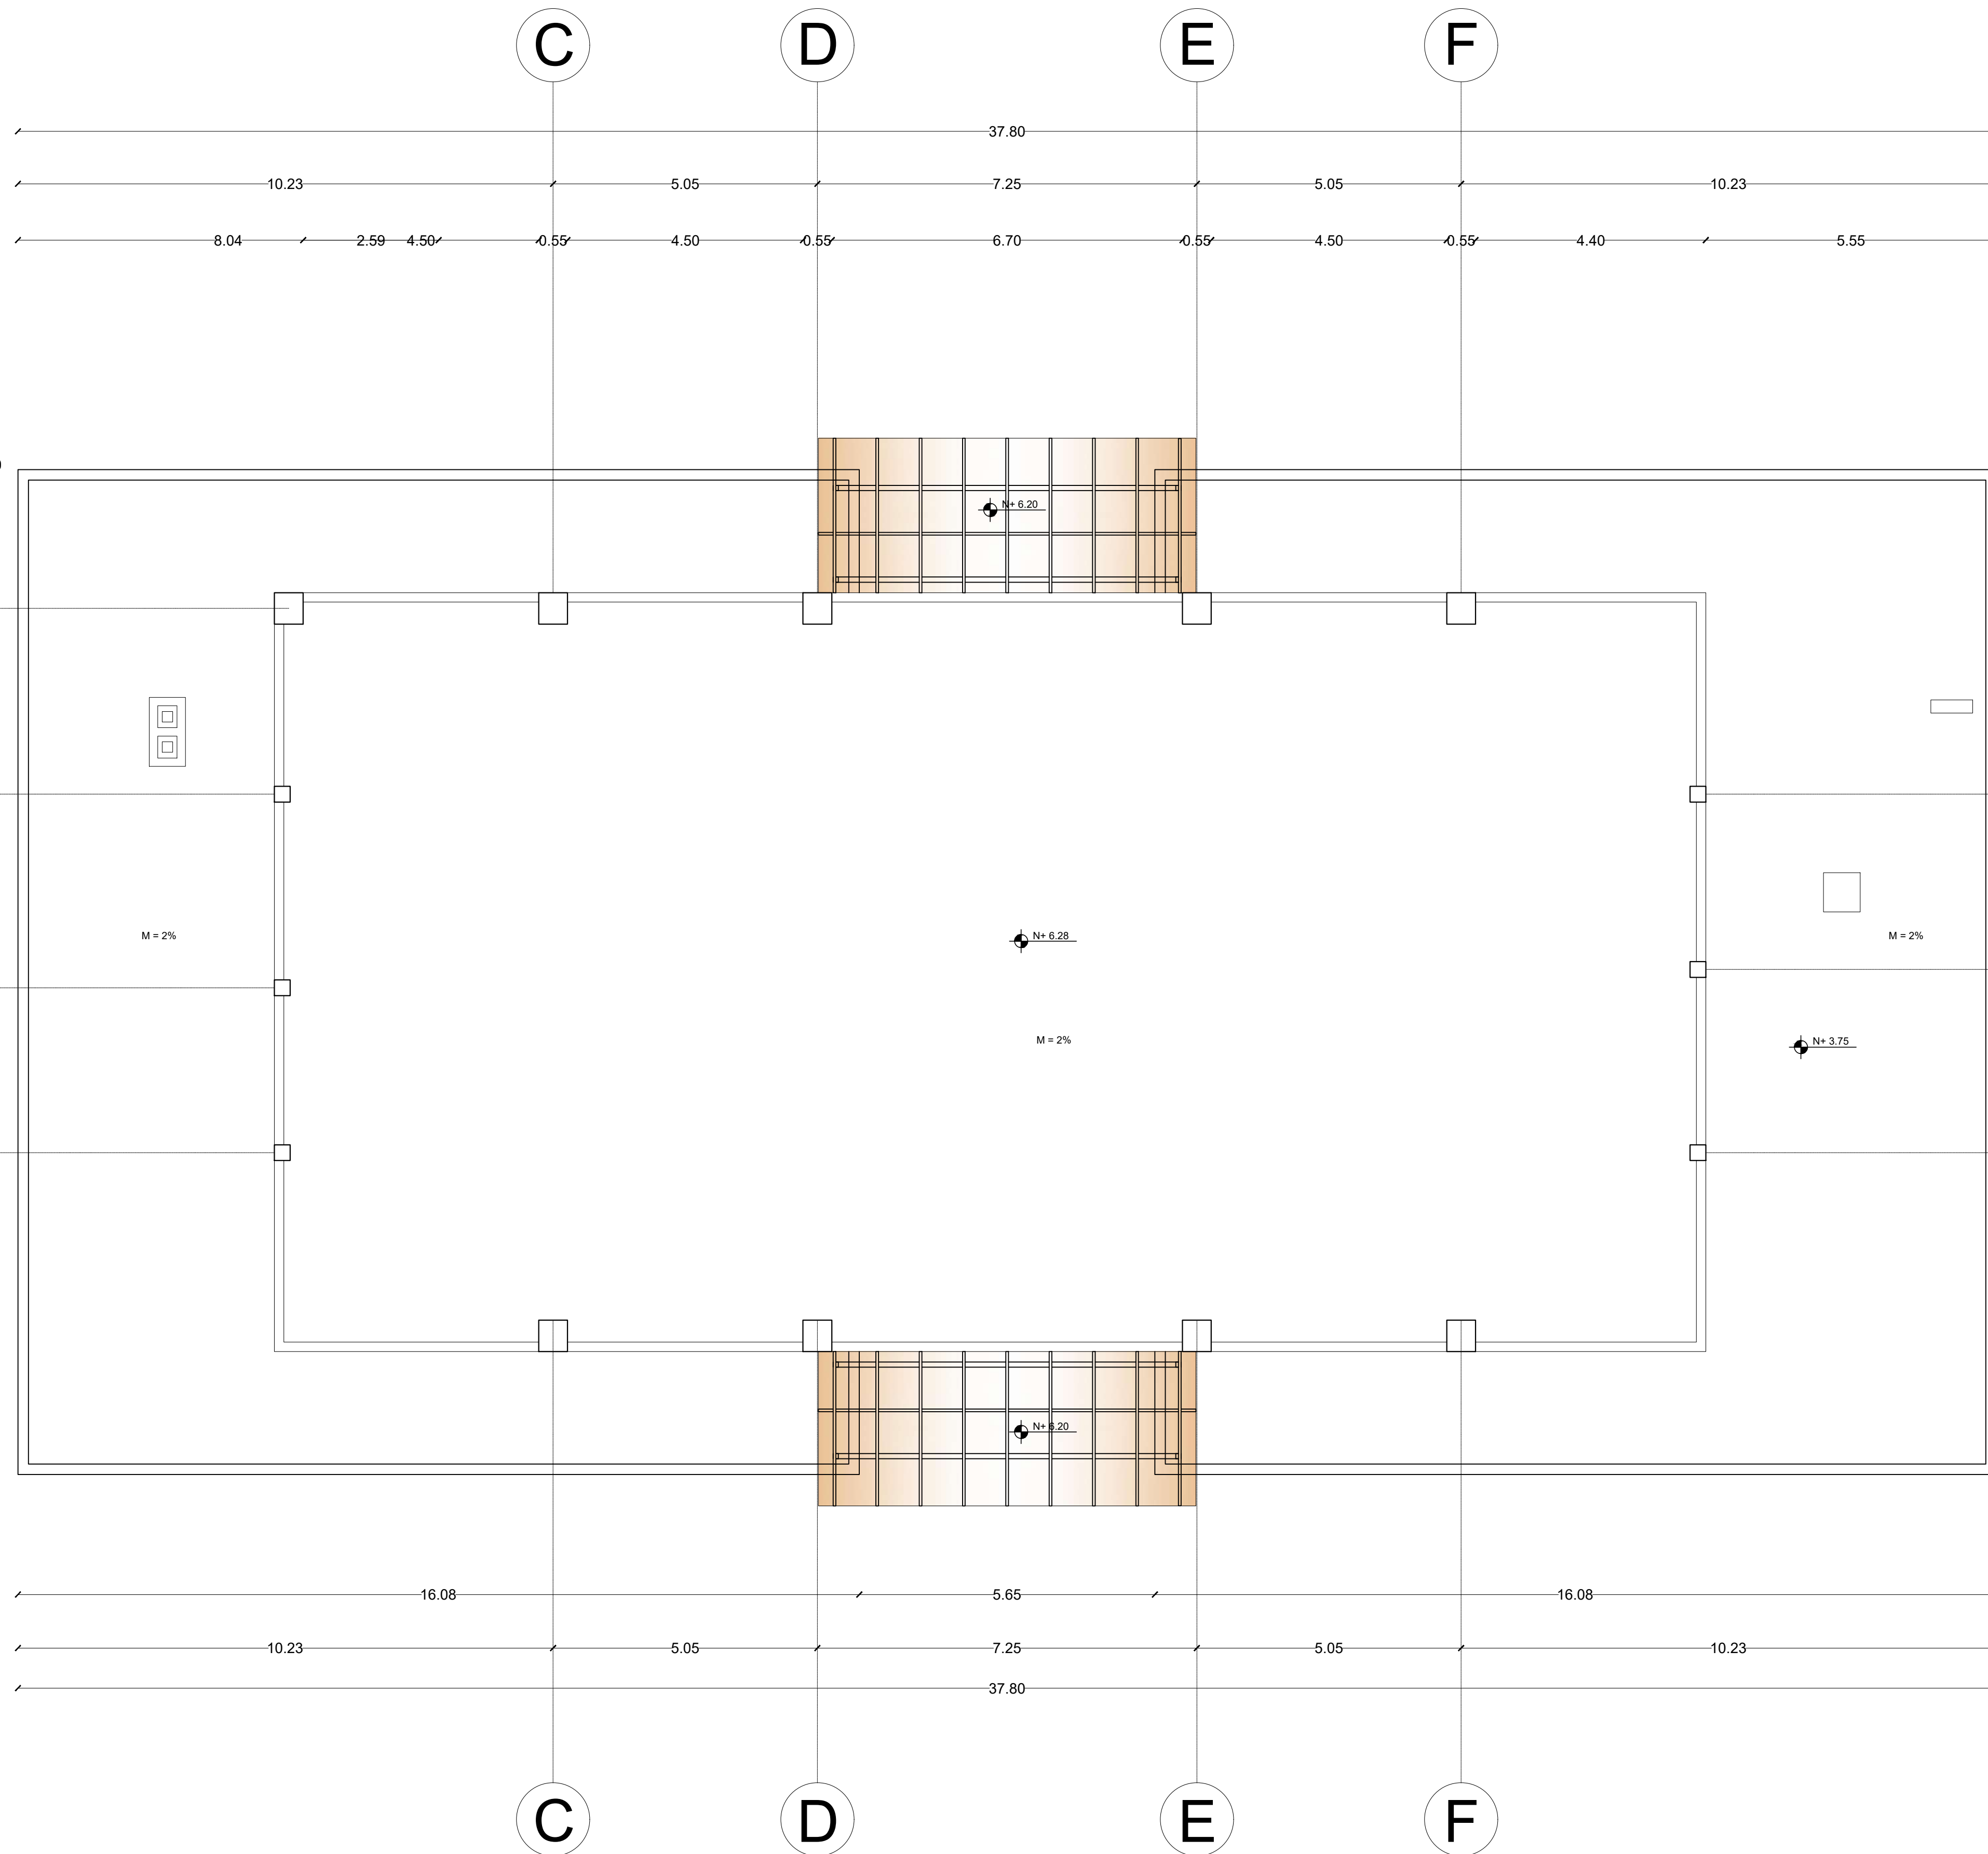 C D E F
37.80
10.23 5.05 7.25 5.05 10.23
8.04 2.59 4.50 0.55 4.50 0.55 6.70 0.55 4.50 0.55 4.40 5.55
N+ 6.20
M = 2%
N+ 6.28
M = 2%
M = 2%
N+ 3.75
N+ 6.20
16.08 5.65 16.08
10.23 5.05 7.25 5.05 10.23
37.80
C D E F